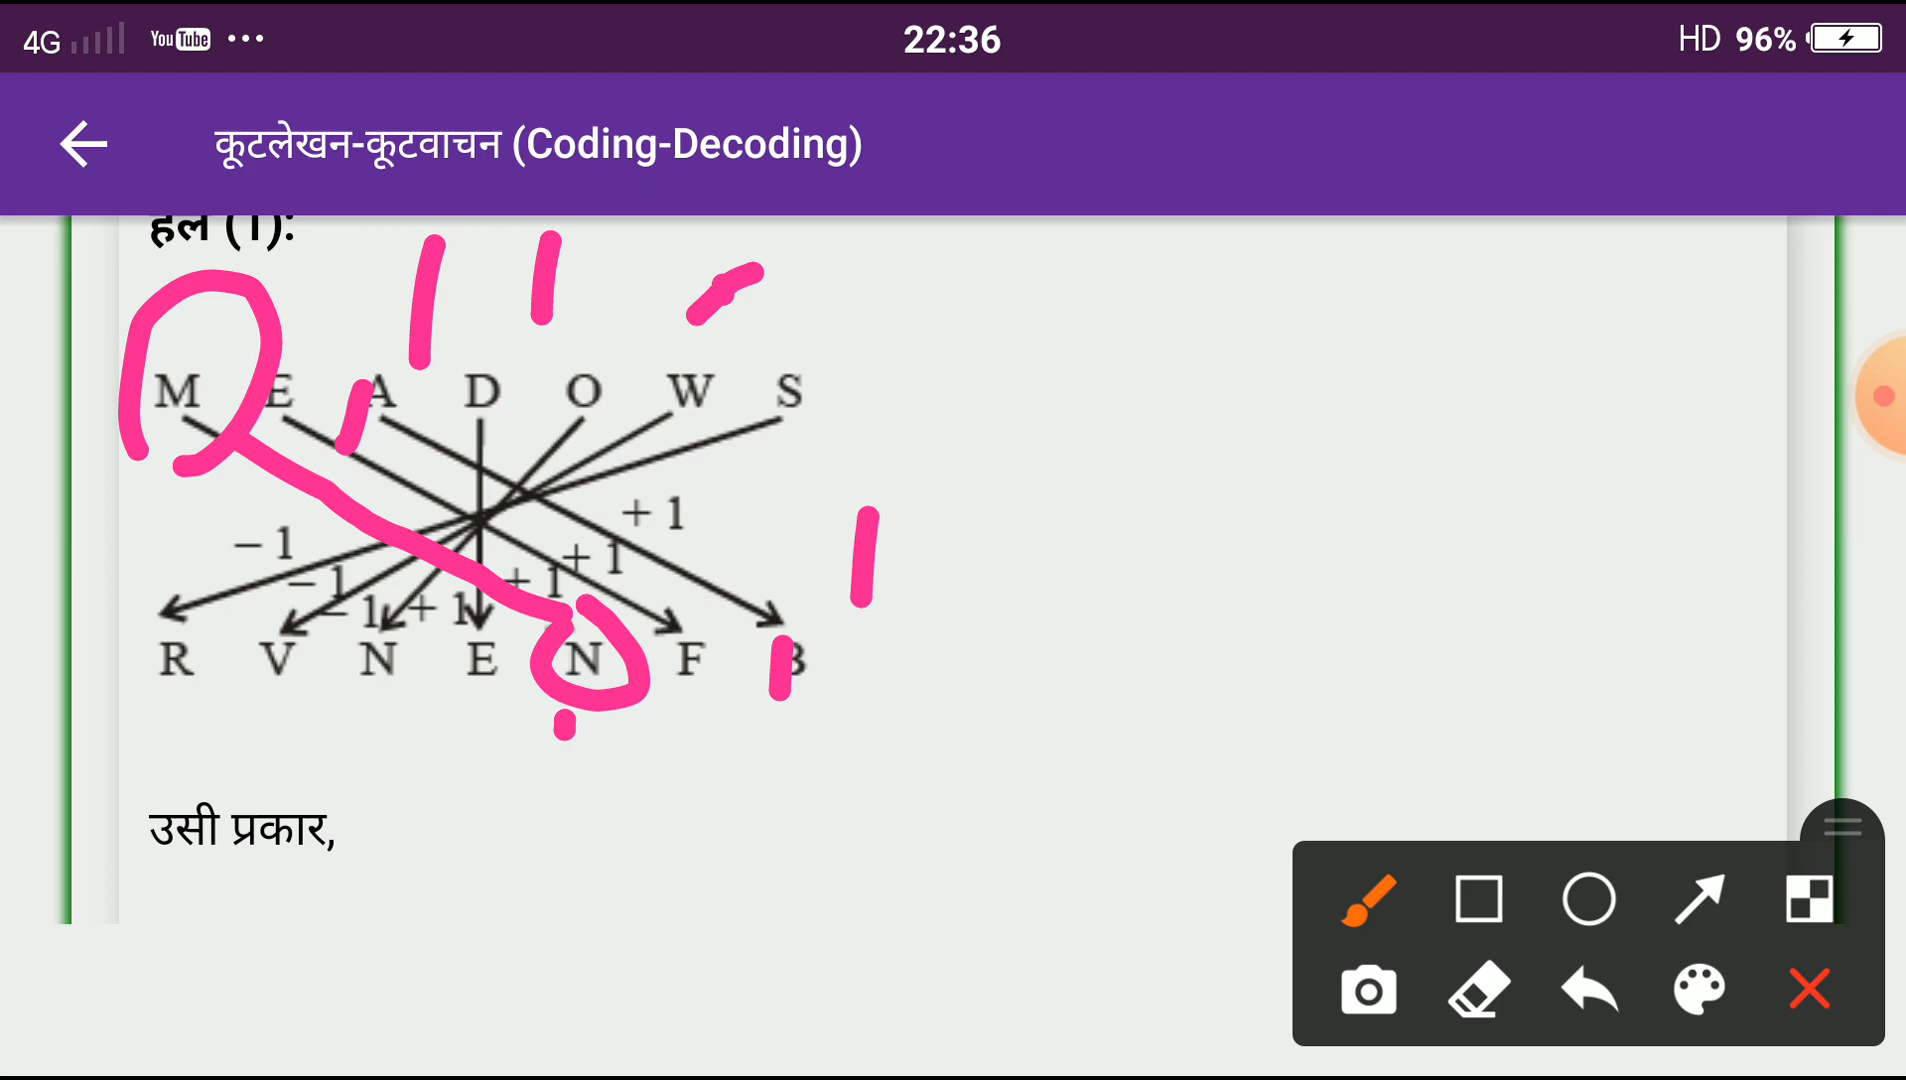 4G YouTube ••• 22:36 HD 96%
कूटलेखन-कूटवाचन (Coding-Decoding)
हल (1):
M E A D O W S
+ 1
− 1 + 1
− 1 + 1
− 1 + 1
R V N E N F B
उसी प्रकार,